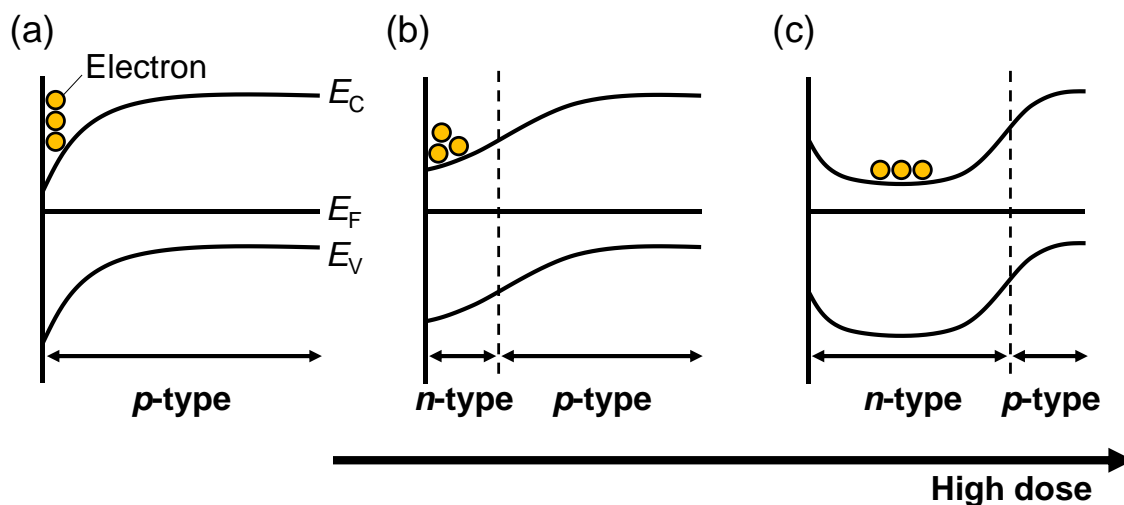 (a)
Electron
E_C
E_F
E_V
p-type
(b)
n-type
p-type
(c)
n-type
p-type
High dose